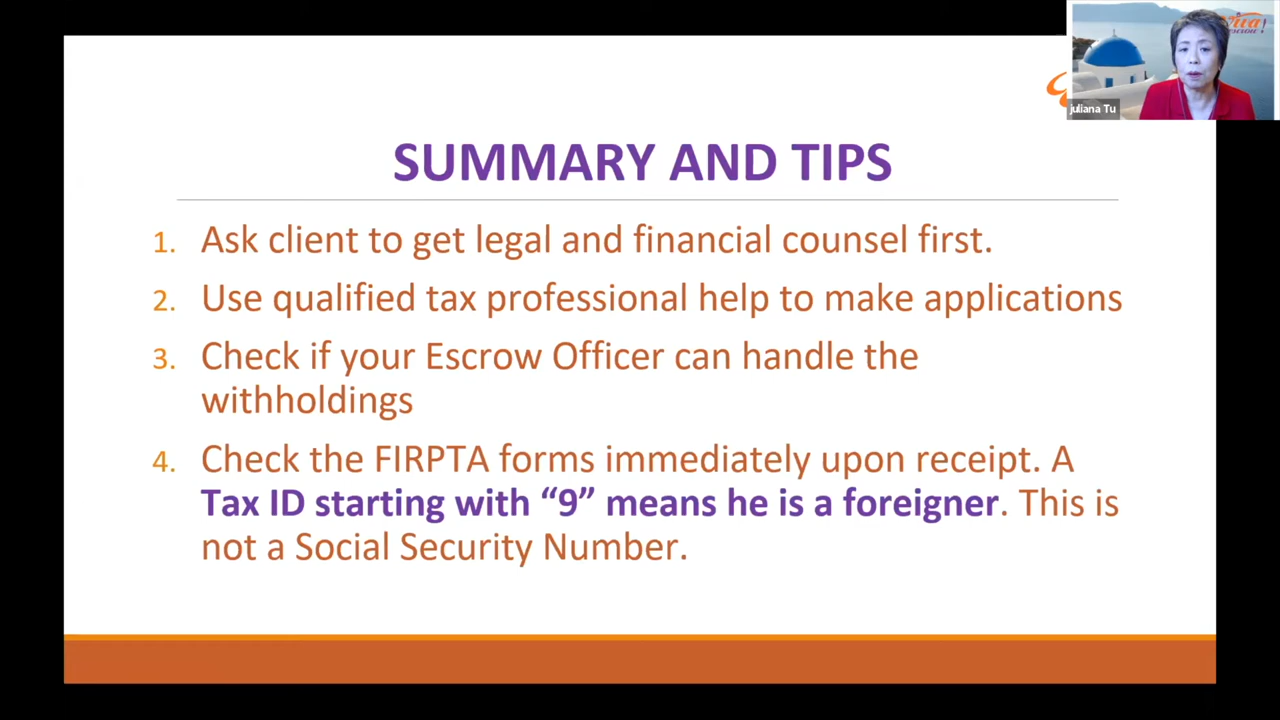 Viva
escrow!
juliana Tu
SUMMARY AND TIPS
1. Ask client to get legal and financial counsel first.
2. Use qualified tax professional help to make applications
3. Check if your Escrow Officer can handle the
withholdings
4. Check the FIRPTA forms immediately upon receipt. A
Tax ID starting with “9” means he is a foreigner. This is
not a Social Security Number.